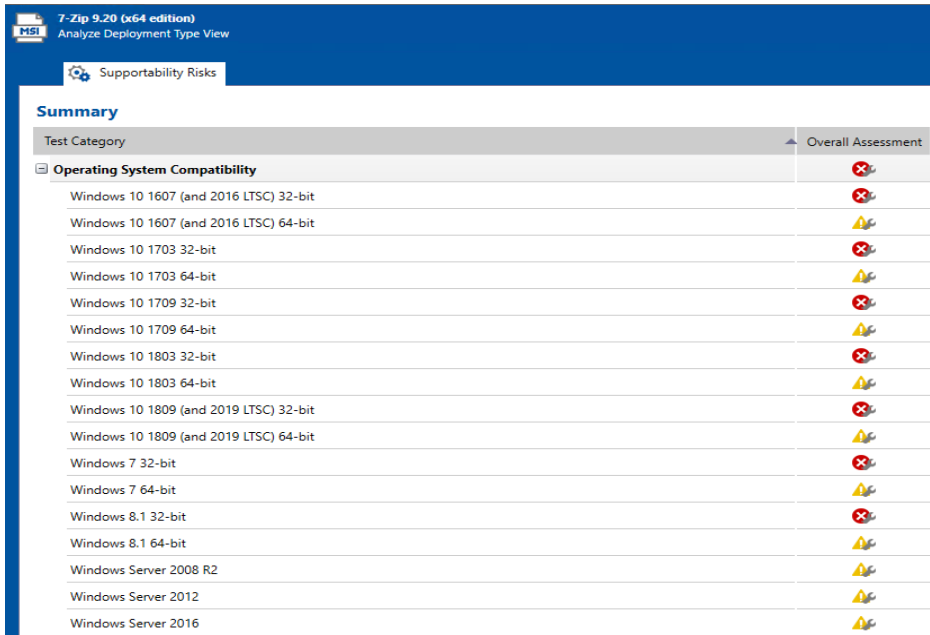 7-Zip 9.20 (x64 edition)
MSI
Analyze Deployment Type View
Supportability Risks
Summary
Test Category Overall Assessment
Operating System Compatibility
Windows 10 1607 (and 2016 LTSC) 32-bit
Windows 10 1607 (and 2016 LTSC) 64-bit
Windows 10 1703 32-bit
Windows 10 1703 64-bit
Windows 10 1709 32-bit
Windows 10 1709 64-bit
Windows 10 1803 32-bit
Windows 10 1803 64-bit
Windows 10 1809 (and 2019 LTSC) 32-bit
Windows 10 1809 (and 2019 LTSC) 64-bit
Windows 7 32-bit
Windows 7 64-bit
Windows 8.1 32-bit
Windows 8.1 64-bit
Windows Server 2008 R2
Windows Server 2012
Windows Server 2016